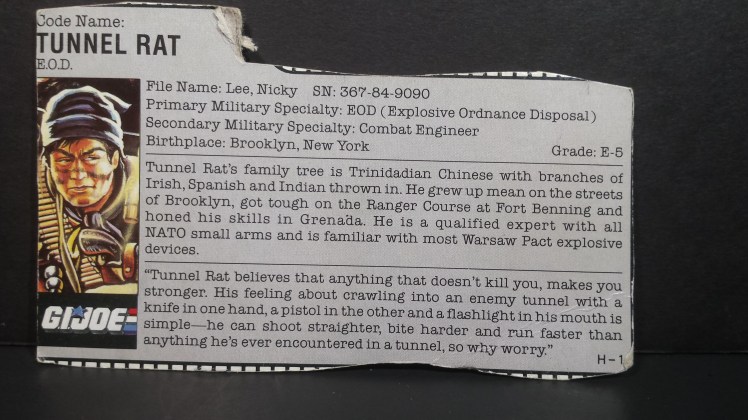 Code Name:
TUNNEL RAT
E.O.D.
File Name: Lee, Nicky SN: 367-84-9090
Primary Military Specialty: EOD (Explosive Ordnance Disposal)
Secondary Military Specialty: Combat Engineer
Birthplace: Brooklyn, New York Grade: E-5
Tunnel Rat's family tree is Trinidadian Chinese with branches of
Irish, Spanish and Indian thrown in. He grew up mean on the streets
of Brooklyn, got tough on the Ranger Course at Fort Benning and
honed his skills in Grenada. He is a qualified expert with all
NATO small arms and is familiar with most Warsaw Pact explosive
devices.
"Tunnel Rat believes that anything that doesn't kill you, makes you
stronger. His feeling about crawling into an enemy tunnel with a
knife in one hand, a pistol in the other and a flashlight in his mouth is
simple—he can shoot straighter, bite harder and run faster than
anything he's ever encountered in a tunnel, so why worry."
GIJOE
H-1